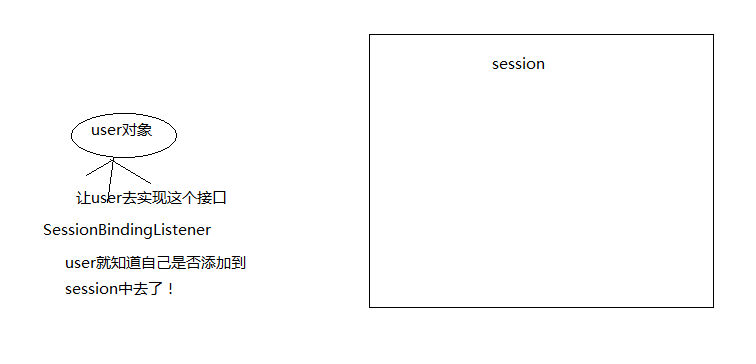 session
user对象
让user去实现这个接口
SessionBindingListener
user就知道自己是否添加到
session中去了！